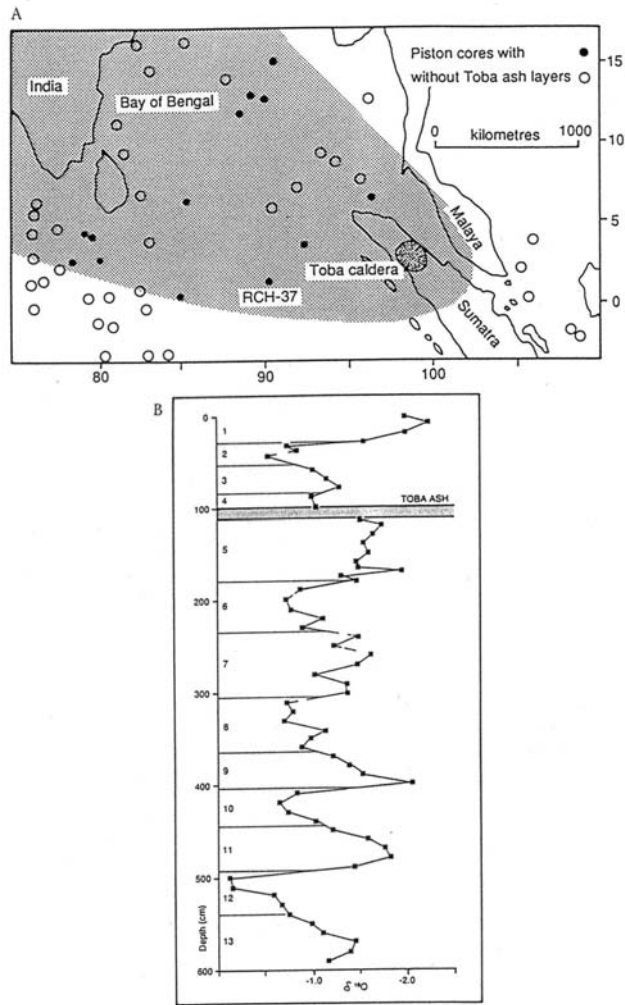 A
India
Bay of Bengal
Piston cores with
without Toba ash layers
0 1000
kilometres
15
10
5
0
Malaya
Toba caldera
RCH-37
Sumatra
80 90 100
B
0
1
2
3
4
TOBA ASH
100
5
200
6
7
300
8
9
400
10
11
500
12
13
600
Depth (cm)
-1.0 -2.0
δ ¹⁸O